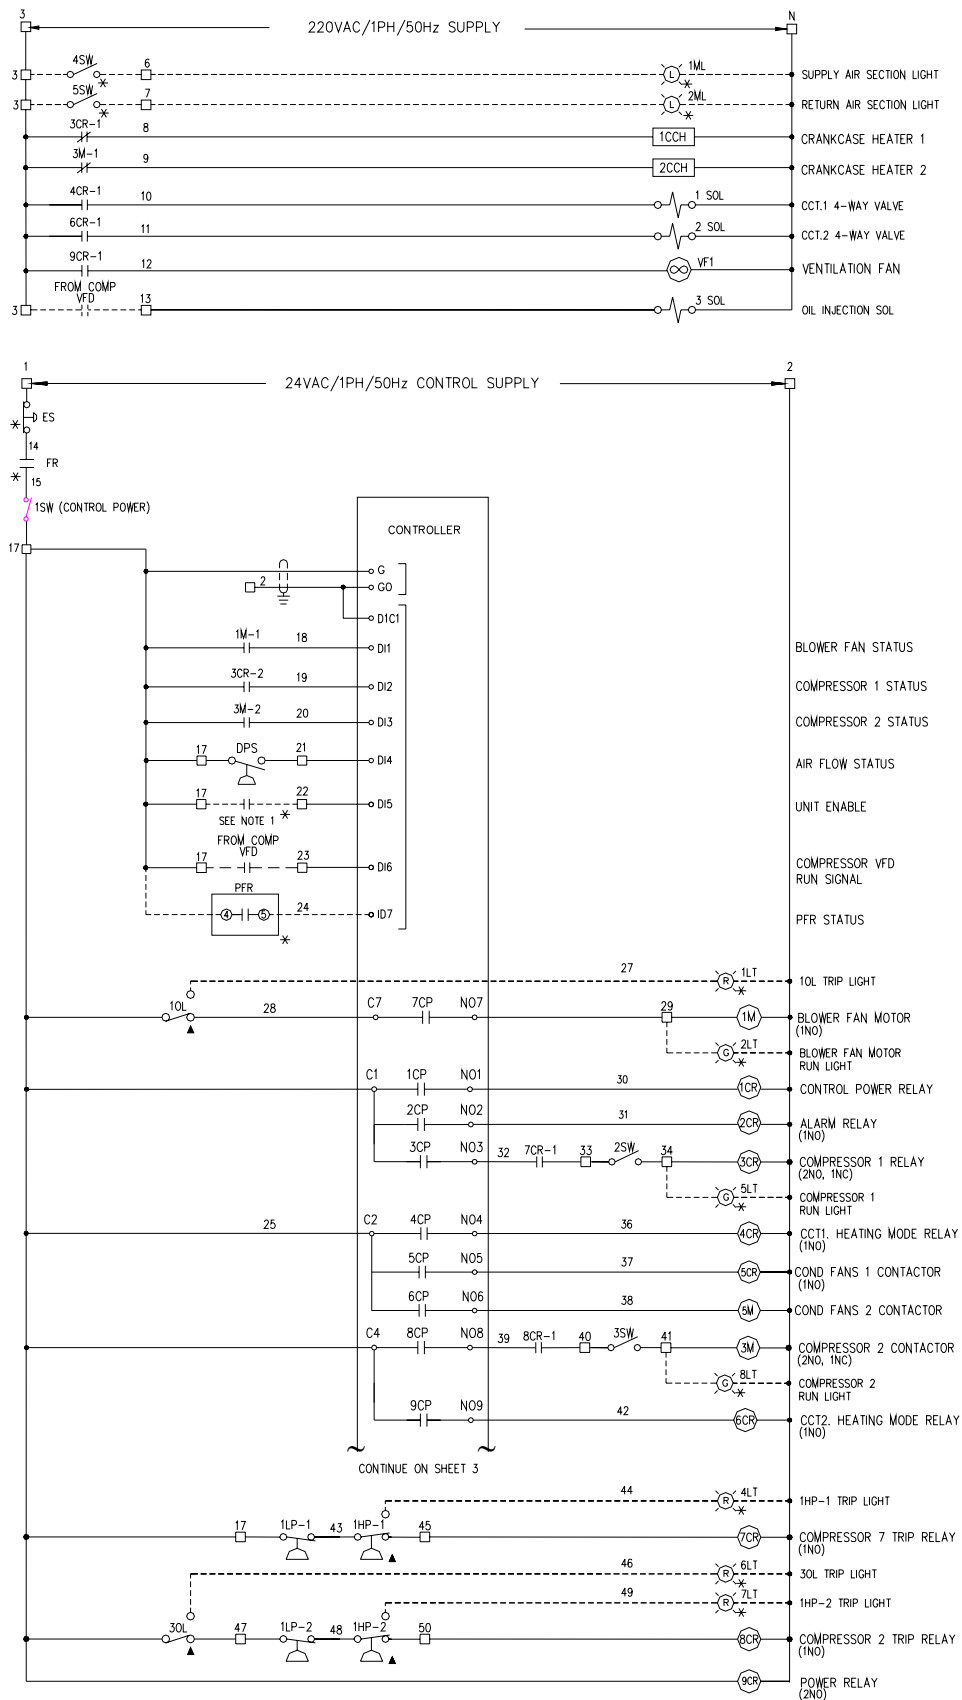 3 220VAC/1PH/50Hz SUPPLY N
3 4SW * 6 L 1ML * SUPPLY AIR SECTION LIGHT
3 5SW * 7 L 2ML * RETURN AIR SECTION LIGHT
3CR-1 8 1CCH CRANKCASE HEATER 1
3M-1 9 2CCH CRANKCASE HEATER 2
4CR-1 10 1 SOL CCT.1 4-WAY VALVE
6CR-1 11 2 SOL CCT.2 4-WAY VALVE
9CR-1 12 VF1 VENTILATION FAN
FROM COMP
3 VFD 13 3 SOL OIL INJECTION SOL
1 24VAC/1PH/50Hz CONTROL SUPPLY 2
* ES
14
* FR
15
1SW (CONTROL POWER)
CONTROLLER
17
G
2 G0
D1C1
1M-1 18 DI1 BLOWER FAN STATUS
3CR-2 19 DI2 COMPRESSOR 1 STATUS
3M-2 20 DI3 COMPRESSOR 2 STATUS
17 DPS 21 DI4 AIR FLOW STATUS
17 22 DI5 UNIT ENABLE
SEE NOTE 1 *
FROM COMP
17 VFD 23 DI6 COMPRESSOR VFD
RUN SIGNAL
PFR
4 5 24 ID7 PFR STATUS
*
27 R 1LT * 1OL TRIP LIGHT
1OL 28 C7 7CP NO7 29 1M BLOWER FAN MOTOR
(1NO)
G 2LT * BLOWER FAN MOTOR
RUN LIGHT
C1 1CP NO1 30 1CR CONTROL POWER RELAY
2CP NO2 31 2CR ALARM RELAY
(1NO)
3CP NO3 32 7CR-1 33 2SW 34 3CR COMPRESSOR 1 RELAY
(2NO, 1NC)
G 5LT * COMPRESSOR 1
RUN LIGHT
25 C2 4CP NO4 36 4CR CCT1. HEATING MODE RELAY
(1NO)
5CP NO5 37 5CR COND FANS 1 CONTACTOR
(1NO)
6CP NO6 38 5M COND FANS 2 CONTACTOR
C4 8CP NO8 39 8CR-1 40 3SW 41 3M COMPRESSOR 2 CONTACTOR
(2NO, 1NC)
G 8LT * COMPRESSOR 2
RUN LIGHT
9CP NO9 42 6CR CCT2. HEATING MODE RELAY
(1NO)
CONTINUE ON SHEET 3
44 R 4LT * 1HP-1 TRIP LIGHT
17 1LP-1 43 1HP-1 45 7CR COMPRESSOR 7 TRIP RELAY
(1NO)
46 R 6LT * 3OL TRIP LIGHT
49 R 7LT * 1HP-2 TRIP LIGHT
3OL 47 1LP-2 48 1HP-2 50 8CR COMPRESSOR 2 TRIP RELAY
(1NO)
9CR POWER RELAY
(2NO)